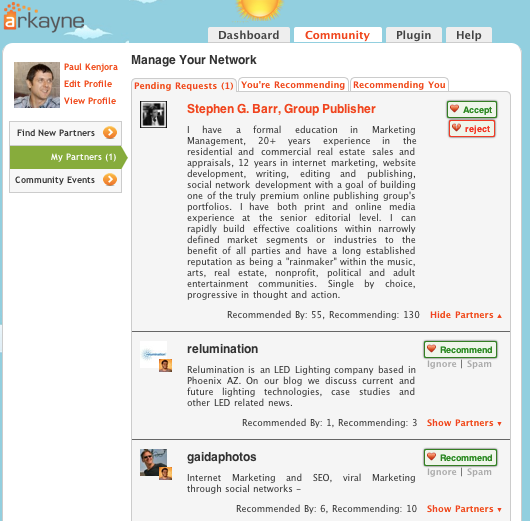 arkayne
Dashboard
Community
Plugin
Help
Paul Kenjora
Edit Profile
View Profile
Find New Partners
My Partners (1)
Community Events
Manage Your Network
Pending Requests (1)
You're Recommending
Recommending You
Stephen G. Barr, Group Publisher
Accept
reject
I have a formal education in Marketing
Management, 20+ years experience in the
residential and commercial real estate sales and
appraisals, 12 years in internet marketing, website
development, writing, editing and publishing,
social network development with a goal of building
one of the truly premium online publishing group's
portfolios. I have both print and online media
experience at the senior editorial level. I can
rapidly build effective coalitions within narrowly
defined market segments or industries to the
benefit of all parties and have a long established
reputation as being a "rainmaker" within the music,
arts, real estate, nonprofit, political and adult
entertainment communities. Single by choice,
progressive in thought and action.
Recommended By: 55, Recommending: 130 Hide Partners ▲
relumination
Recommend
Ignore | Spam
Relumination is an LED Lighting company based in
Phoenix AZ. On our blog we discuss current and
future lighting technologies, case studies and
other LED related news.
Recommended By: 1, Recommending: 3 Show Partners ▼
gaidaphotos
Recommend
Ignore | Spam
Internet Marketing and SEO, viral Marketing
through social networks –
Recommended By: 6, Recommending: 10 Show Partners ▼